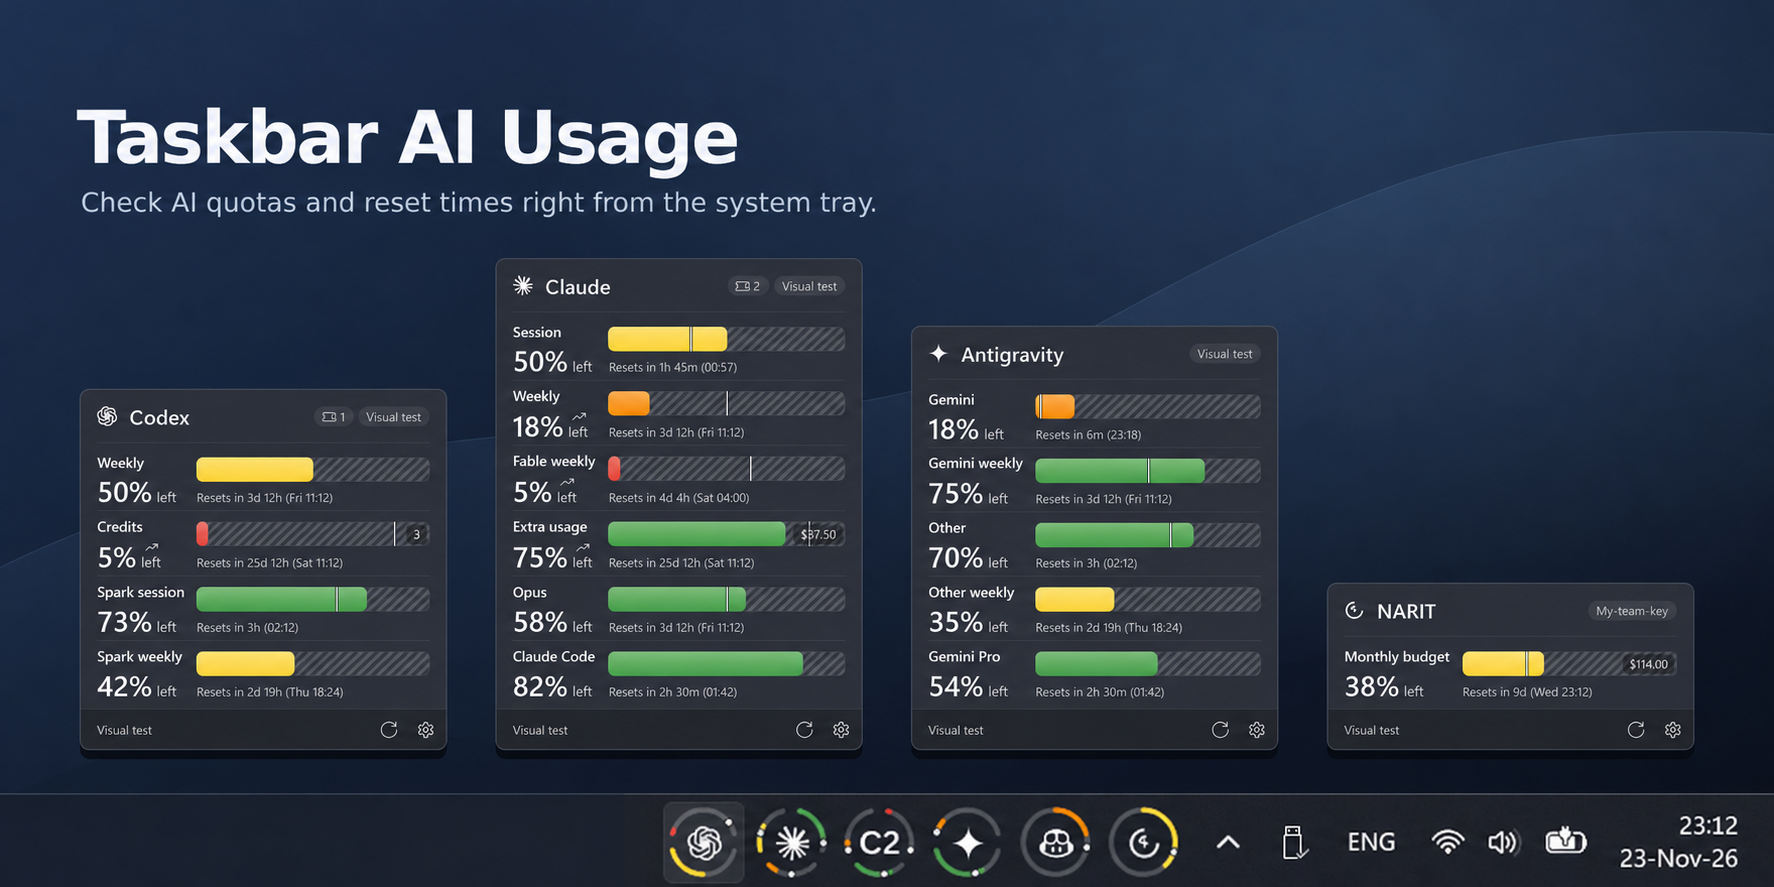 Taskbar AI Usage
Check AI quotas and reset times right from the system tray.
Codex
1
Visual test
Weekly
50% left
Resets in 3d 12h (Fri 11:12)
Credits
3
5% left
Resets in 25d 12h (Sat 11:12)
Spark session
73% left
Resets in 3h (02:12)
Spark weekly
42% left
Resets in 2d 19h (Thu 18:24)
Visual test
Claude
2
Visual test
Session
50% left
Resets in 1h 45m (00:57)
Weekly
18% left
Resets in 3d 12h (Fri 11:12)
Fable weekly
5% left
Resets in 4d 4h (Sat 04:00)
Extra usage
$37.50
75% left
Resets in 25d 12h (Sat 11:12)
Opus
58% left
Resets in 3d 12h (Fri 11:12)
Claude Code
82% left
Resets in 2h 30m (01:42)
Visual test
Antigravity
Visual test
Gemini
18% left
Resets in 6m (23:18)
Gemini weekly
75% left
Resets in 3d 12h (Fri 11:12)
Other
70% left
Resets in 3h (02:12)
Other weekly
35% left
Resets in 2d 19h (Thu 18:24)
Gemini Pro
54% left
Resets in 2h 30m (01:42)
Visual test
NARIT
My-team-key
Monthly budget
$114.00
38% left
Resets in 9d (Wed 23:12)
Visual test
C2
ENG
23:12
23-Nov-26